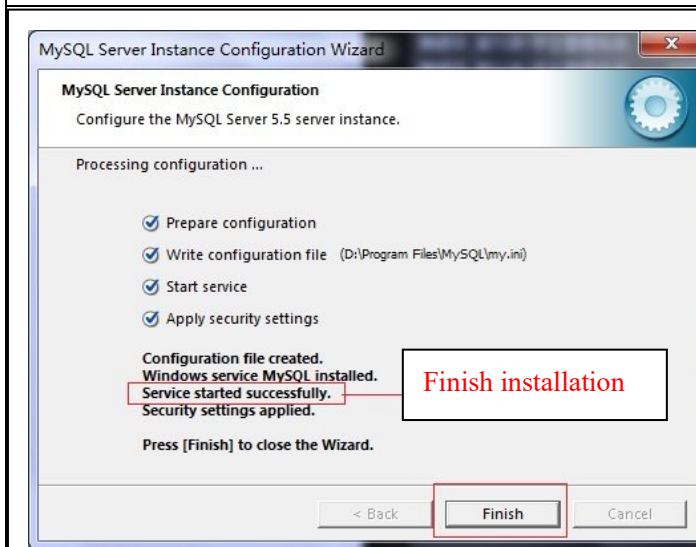 MySQL Server Instance Configuration Wizard
MySQL Server Instance Configuration
Configure the MySQL Server 5.5 server instance.
Processing configuration ...
Prepare configuration
Write configuration file (D:\Program Files\MySQL\my.ini)
Start service
Apply security settings
Configuration file created.
Windows service MySQL installed.
Service started successfully.
Security settings applied.
Finish installation
Press [Finish] to close the Wizard.
< Back Finish Cancel